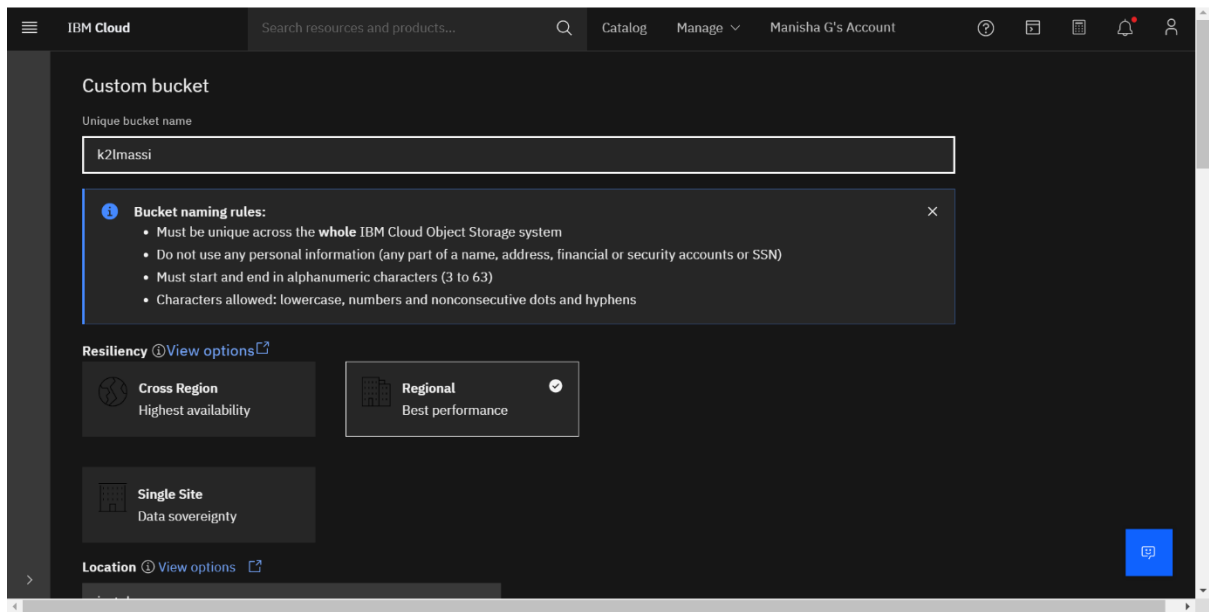 IBM Cloud
Search resources and products...
Catalog
Manage
Manisha G's Account
Custom bucket
Unique bucket name
k2lmassi
Bucket naming rules:
• Must be unique across the whole IBM Cloud Object Storage system
• Do not use any personal information (any part of a name, address, financial or security accounts or SSN)
• Must start and end in alphanumeric characters (3 to 63)
• Characters allowed: lowercase, numbers and nonconsecutive dots and hyphens
Resiliency View options
Cross Region
Highest availability
Regional
Best performance
Single Site
Data sovereignty
Location View options